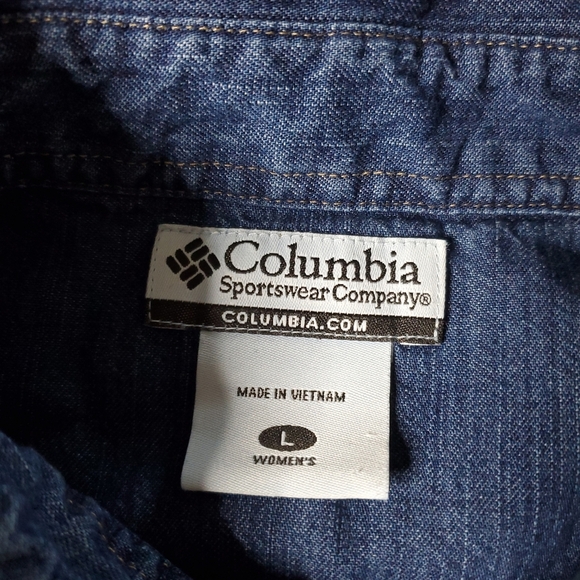 Columbia
Sportswear Company®
COLUMBIA.COM
MADE IN VIETNAM
L
WOMEN'S